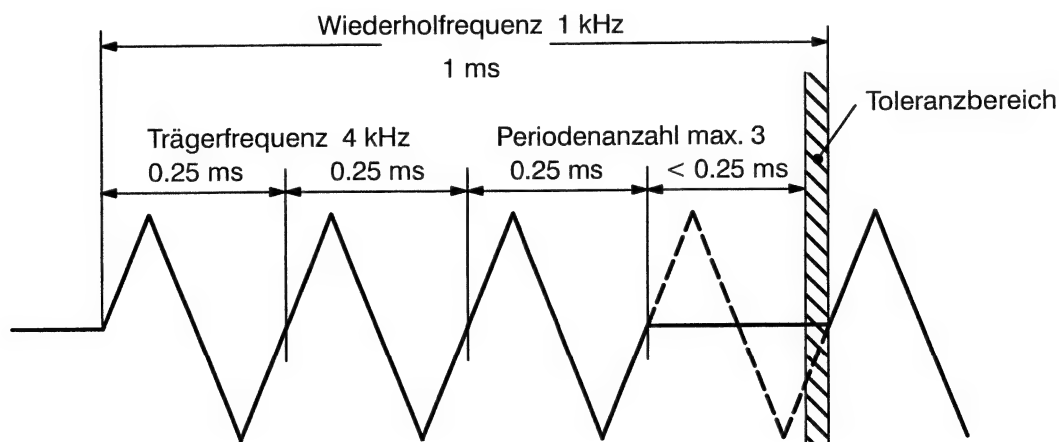 Wiederholfrequenz 1 kHz
1 ms
Toleranzbereich
Trägerfrequenz 4 kHz
Periodenanzahl max. 3
0.25 ms
0.25 ms
0.25 ms
< 0.25 ms